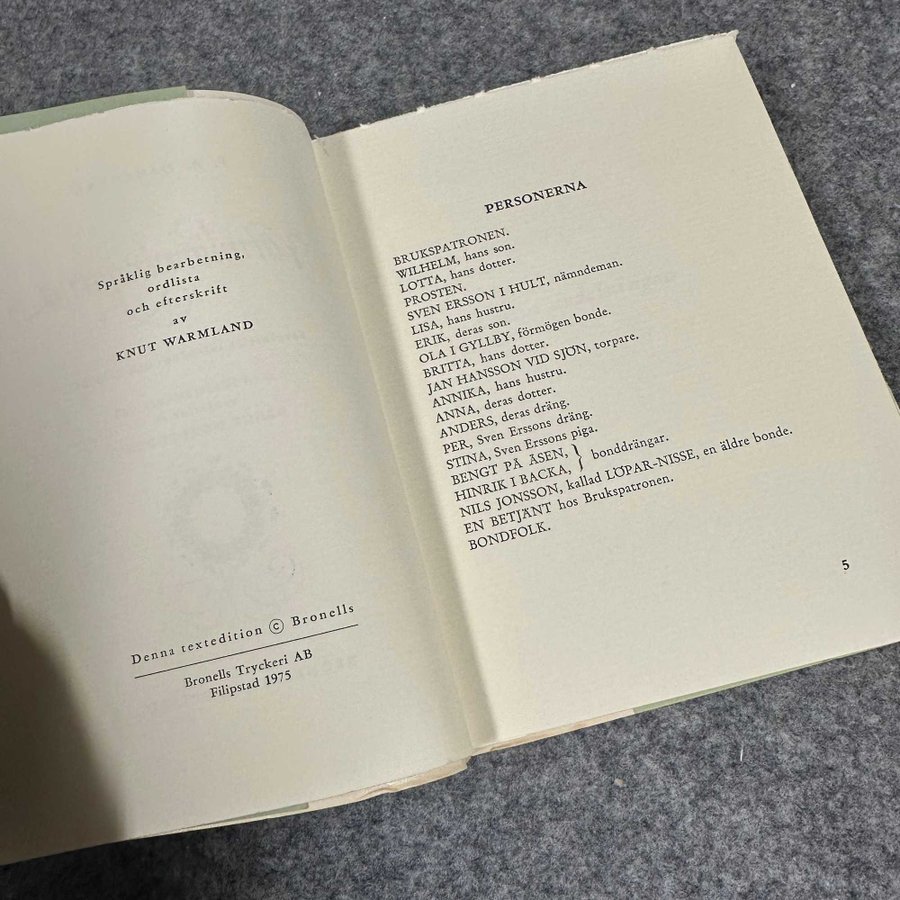 Språklig bearbetning,
ordlista
och efterskrift
av
KNUT WARMLAND
Denna textedition © Bronells
Bronells Tryckeri AB
Filipstad 1975
PERSONERNA
BRUKSPATRONEN.
WILHELM, hans son.
LOTTA, hans dotter.
PROSTEN.
SVEN ERSSON I HULT, nämndeman.
LISA, hans hustru.
ERIK, deras son.
OLA I GYLLBY, förmögen bonde.
BRITTA, hans dotter.
JAN HANSSON VID SJÖN, torpare.
ANNIKA, hans hustru.
ANNA, deras dotter.
ANDERS, deras dräng.
PER, Sven Erssons dräng.
STINA, Sven Erssons piga.
BENGT PÅ ÅSEN,
HINRIK I BACKA, } bonddrängar.
NILS JONSSON, kallad LÖPAR-NISSE, en äldre bonde.
EN BETJÄNT hos Brukspatronen.
BONDFOLK.
5